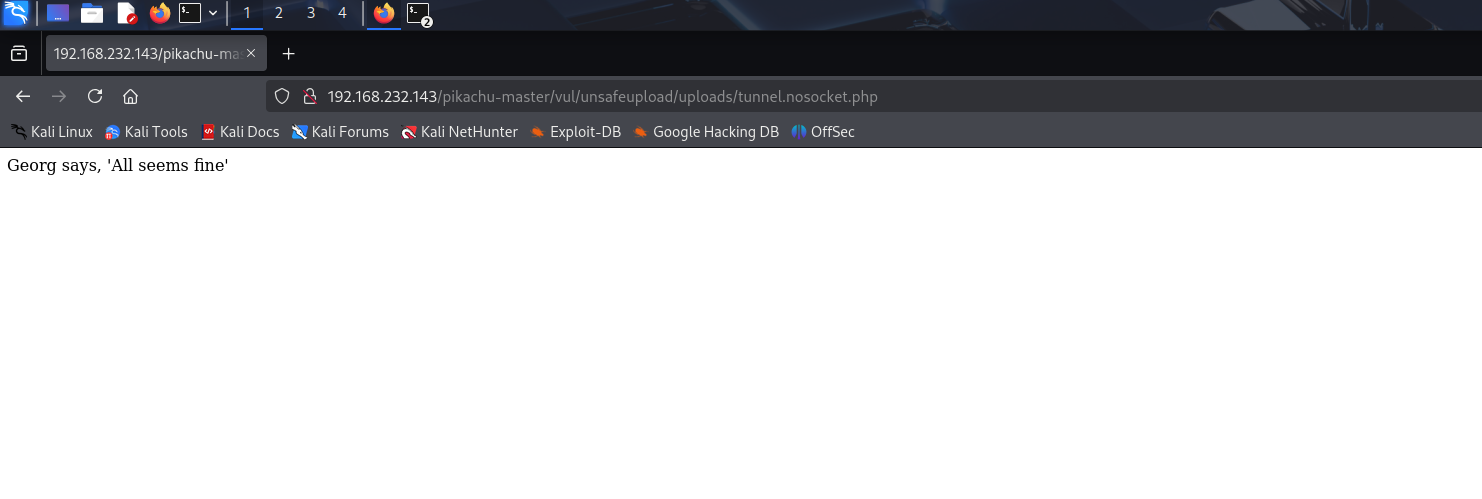 1 2 3 4 2
192.168.232.143/pikachu-ma
192.168.232.143/pikachu-master/vul/unsafeupload/uploads/tunnel.nosocket.php
Kali Linux Kali Tools Kali Docs Kali Forums Kali NetHunter Exploit-DB Google Hacking DB OffSec
Georg says, 'All seems fine'